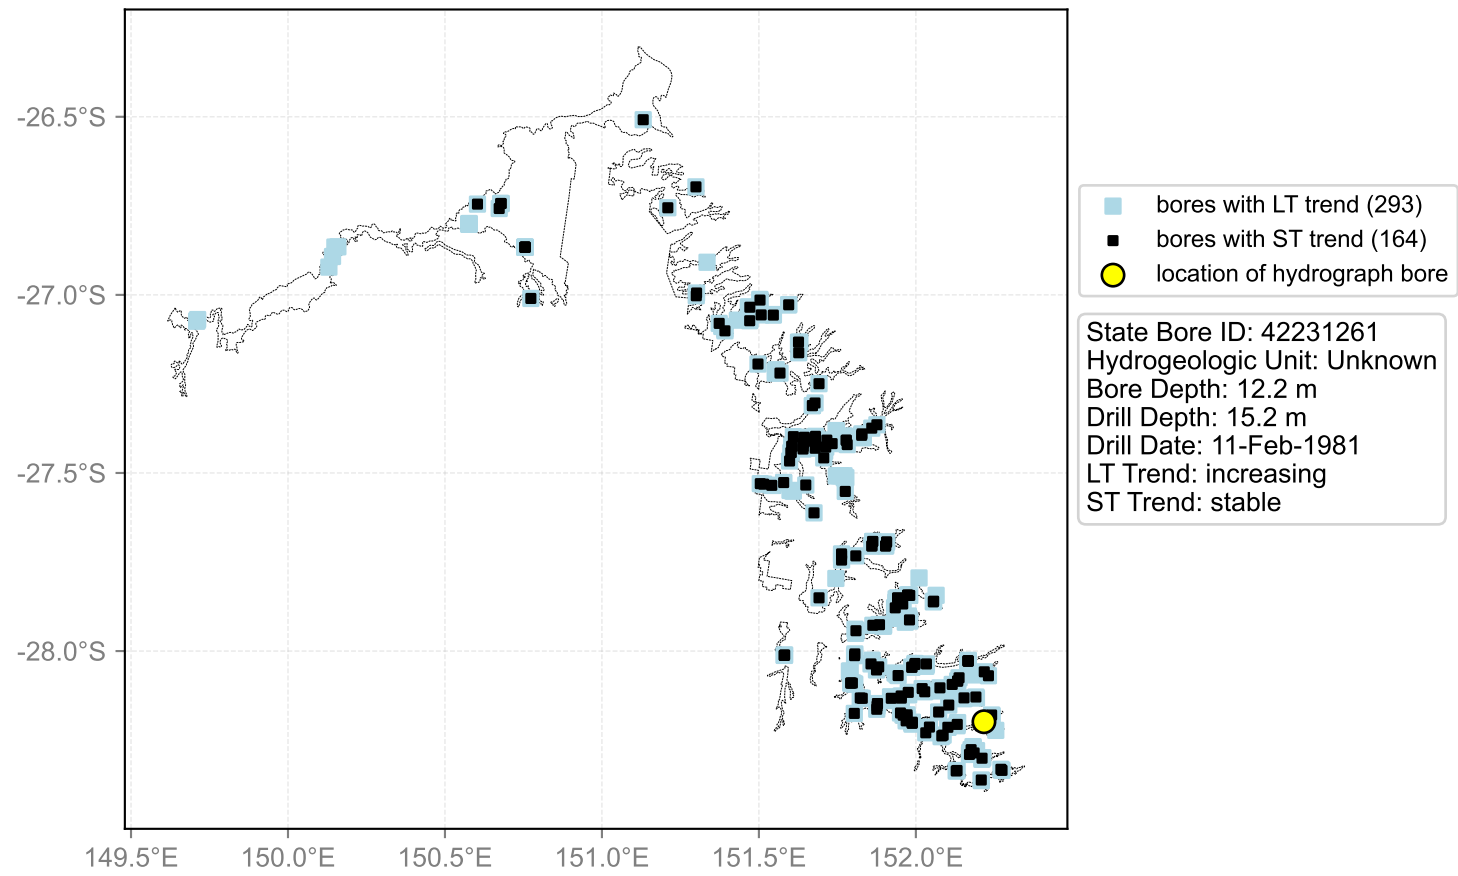 -26.5°S
-27.0°S
-27.5°S
-28.0°S
149.5°E
150.0°E
150.5°E
151.0°E
151.5°E
152.0°E
bores with LT trend (293)
bores with ST trend (164)
location of hydrograph bore
State Bore ID: 42231261
Hydrogeologic Unit: Unknown
Bore Depth: 12.2 m
Drill Depth: 15.2 m
Drill Date: 11-Feb-1981
LT Trend: increasing
ST Trend: stable